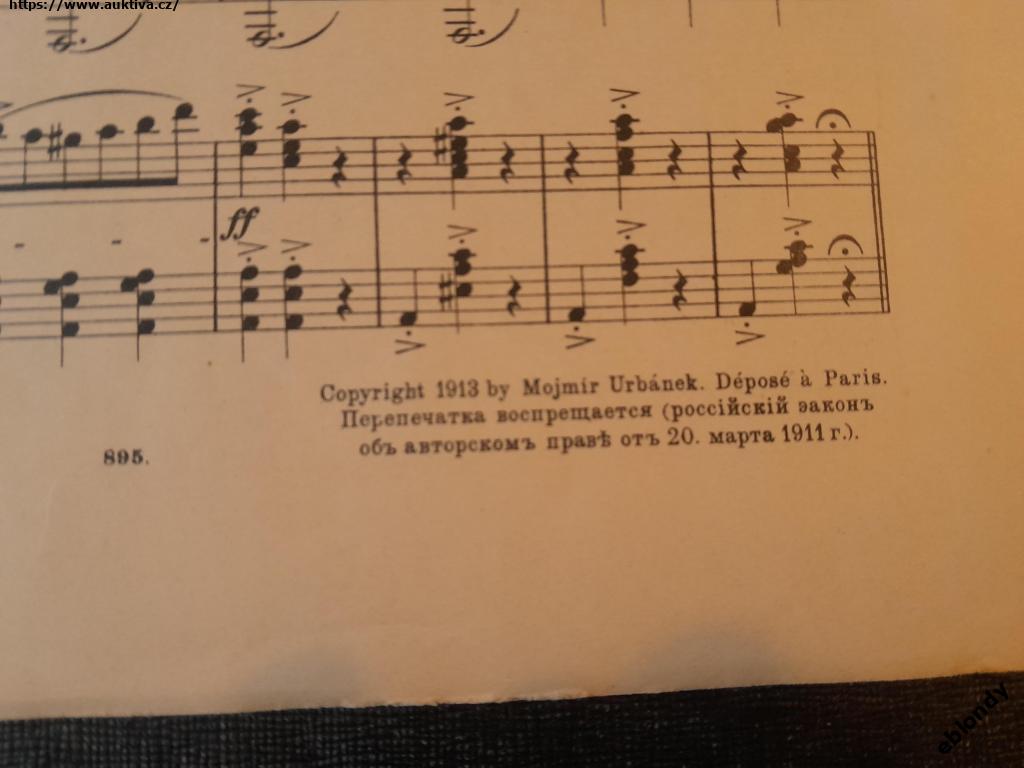 https://www.auktiva.cz/
ff
Copyright 1913 by Mojmír Urbánek. Déposé à Paris.
Перепечатка воспрещается (россійскій законъ
объ авторскомъ правѣ отъ 20. марта 1911 г.).
895.
eblondy